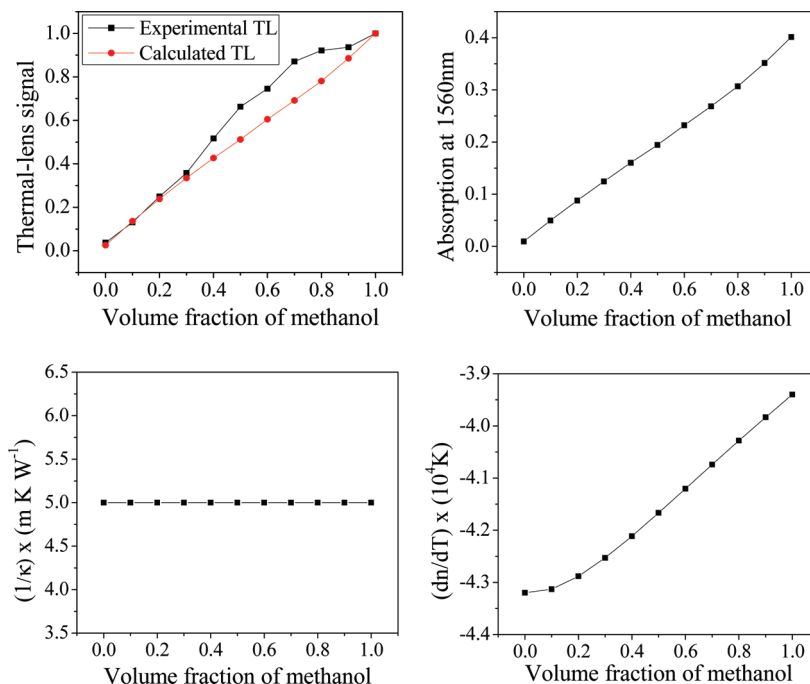 Experimental TL
Calculated TL
Thermal-lens signal
1.0
0.8
0.6
0.4
0.2
0.0
0.0 0.2 0.4 0.6 0.8 1.0
Volume fraction of methanol
Absorption at 1560nm
0.4
0.3
0.2
0.1
0.0
0.0 0.2 0.4 0.6 0.8 1.0
Volume fraction of methanol
(1/κ) x (m K W⁻¹)
6.5
6.0
5.5
5.0
4.5
4.0
3.5
0.0 0.2 0.4 0.6 0.8 1.0
Volume fraction of methanol
(dn/dT) x (10⁴K)
-3.9
-4.0
-4.1
-4.2
-4.3
-4.4
0.0 0.2 0.4 0.6 0.8 1.0
Volume fraction of methanol